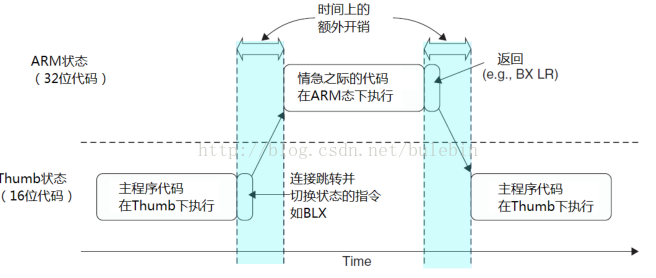 时间上的
额外开销
ARM状态
（32位代码）
情急之际的代码
在ARM态下执行
返回
(e.g., BX LR)
http://blog.csdn.net/bulebin
Thumb状态
（16位代码）
主程序代码
在Thumb下执行
连接跳转并
切换状态的指令
如BLX
主程序代码
在Thumb下执行
Time